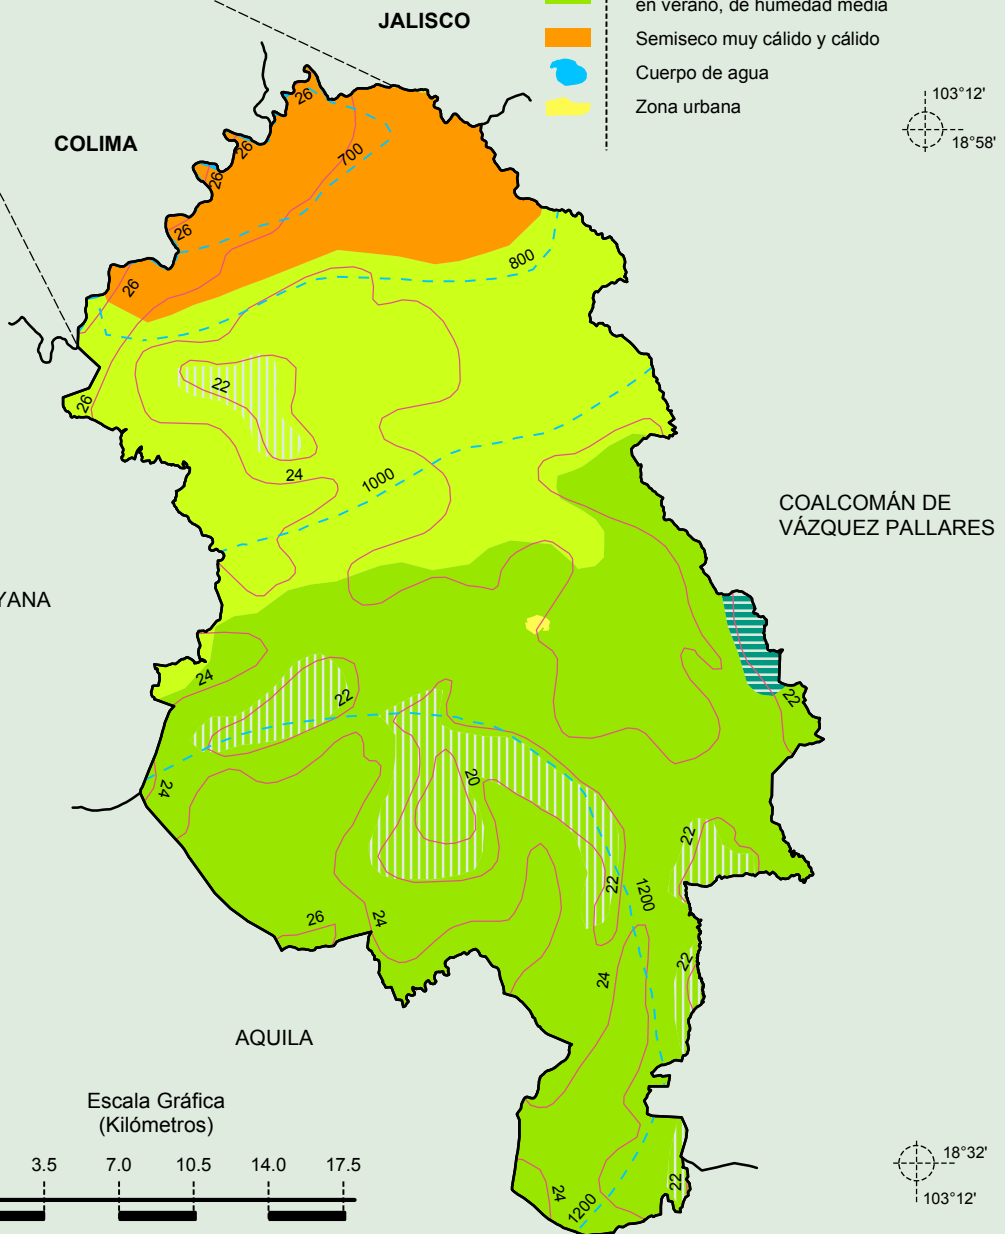 en verano, de humedad media
JALISCO
Semiseco muy cálido y cálido
Cuerpo de agua
Zona urbana
103°12'
18°58'
COLIMA
26
26
700
26
26
800
26
22
26
24
1000
COALCOMÁN DE
VÁZQUEZ PALLARES
YANA
24
22
22
20
24
22
22
1200
26
24
22
24
AQUILA
Escala Gráfica
(Kilómetros)
3.5 7.0 10.5 14.0 17.5
18°32'
103°12'
22
24
1200